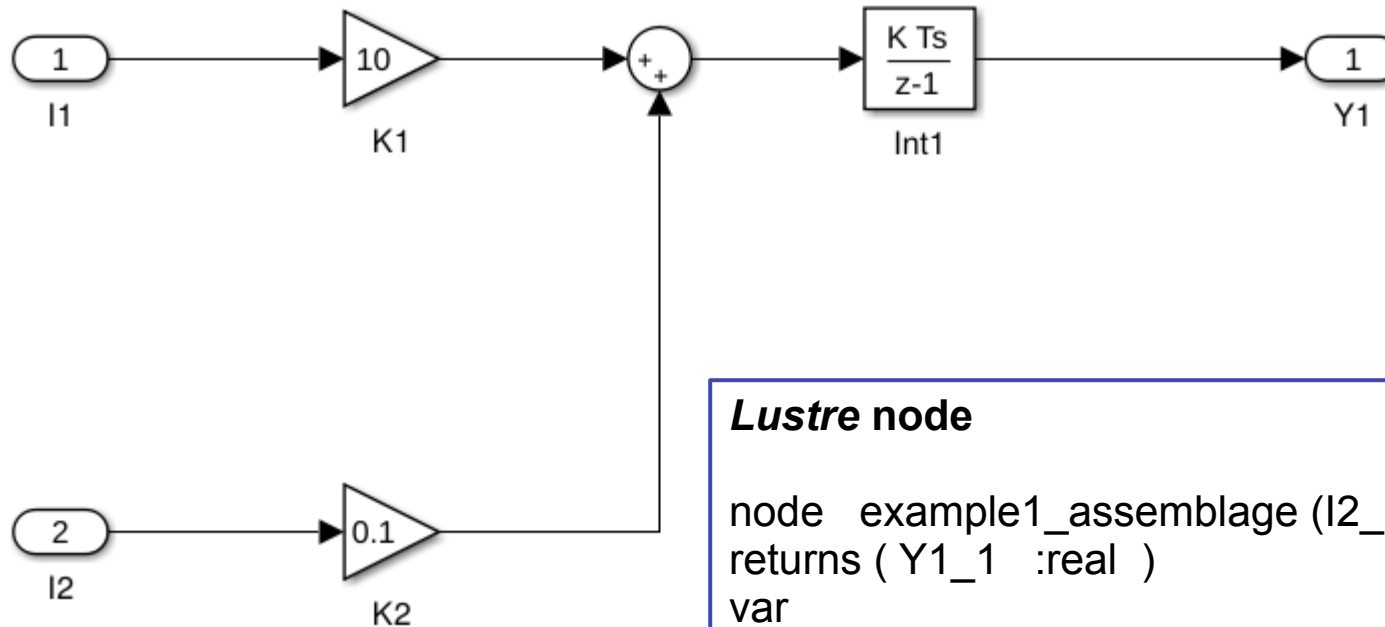 1
I1
10
K1
+
+
K Ts
z-1
Int1
1
Y1
2
I2
0.1
K2
Lustre node
node example1_assemblage (I2_
returns ( Y1_1 :real )
var